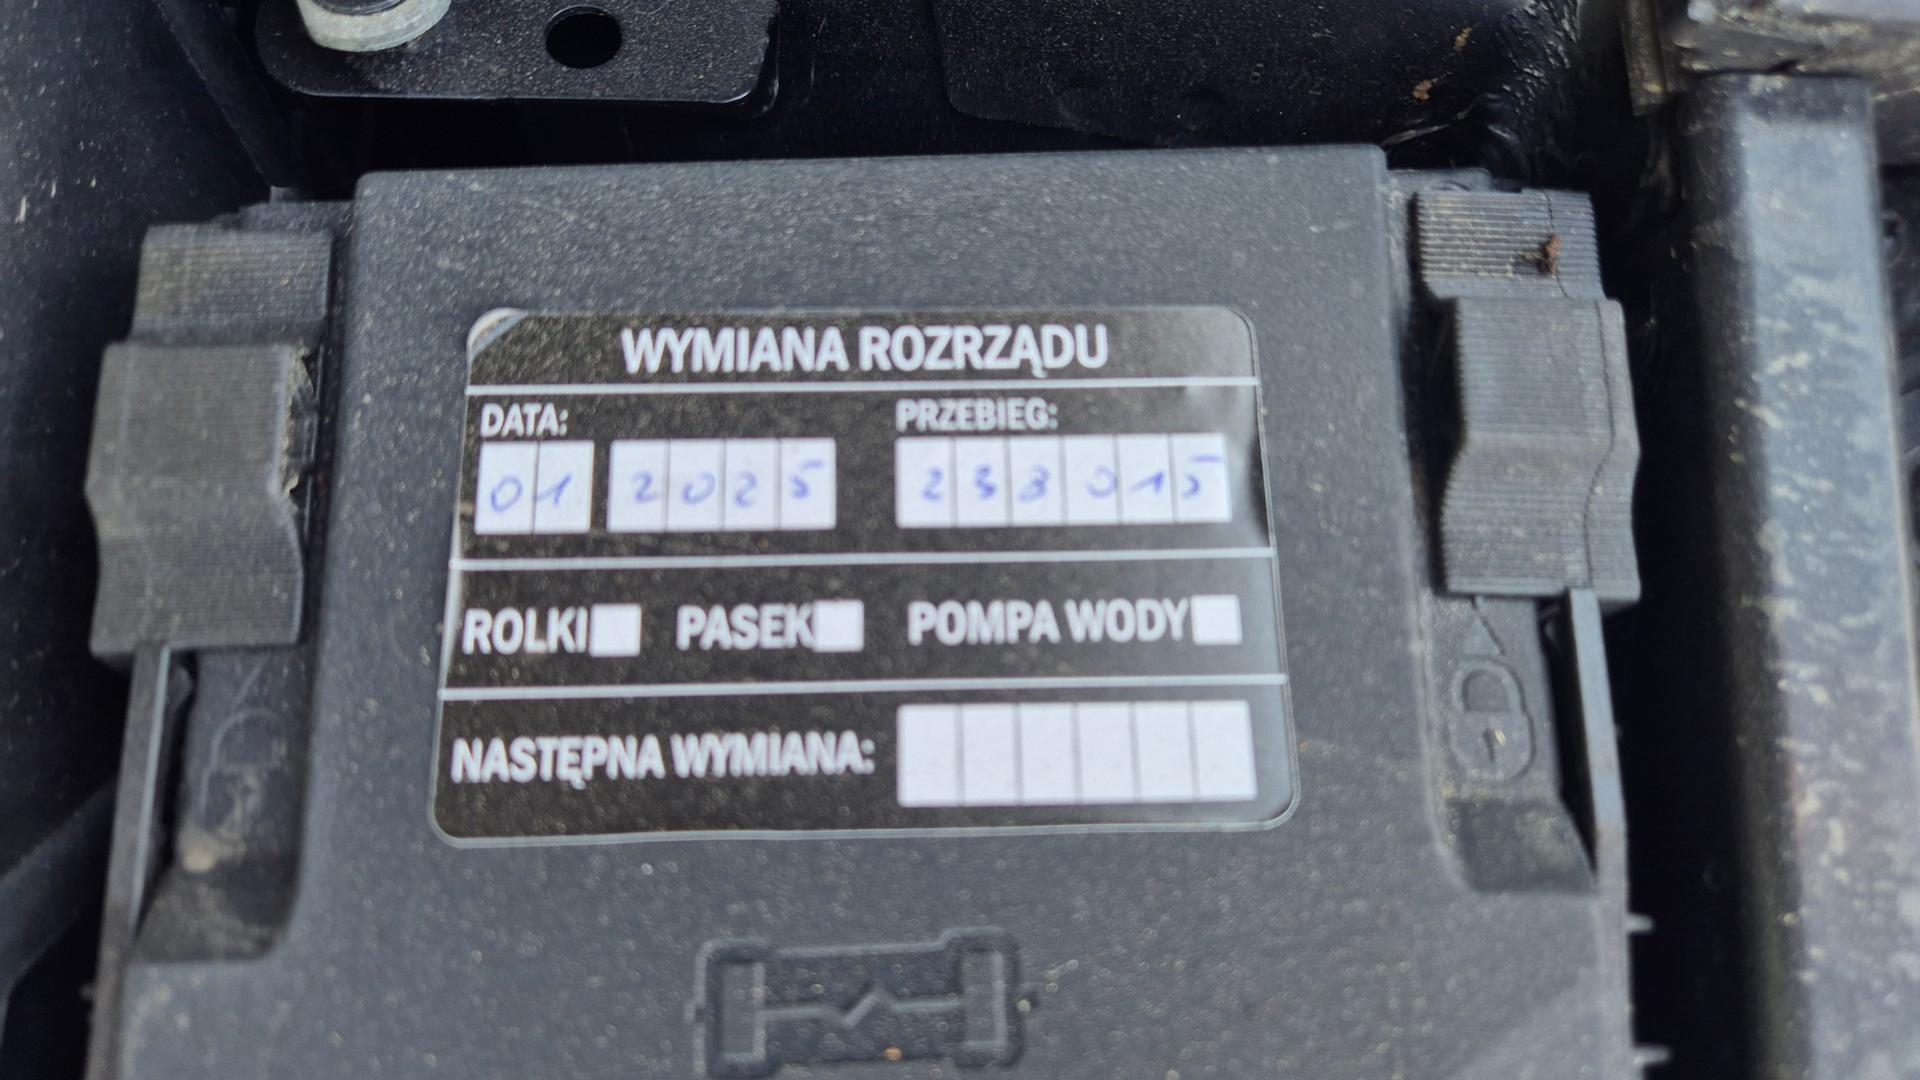 WYMIANA ROZRZĄDU
DATA: PRZEBIEG:
01 2025 233015
ROLKI PASEK POMPA WODY
NASTĘPNA WYMIANA: